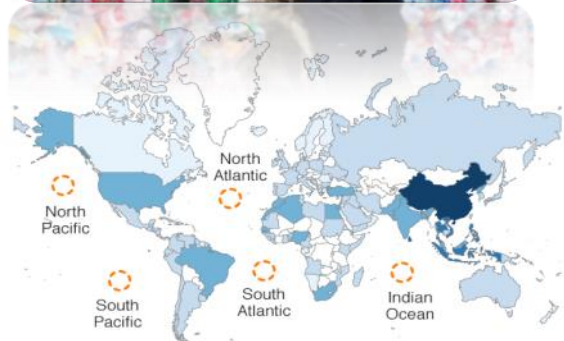 North
Atlantic
North
Pacific
South
Pacific
South
Atlantic
Indian
Ocean